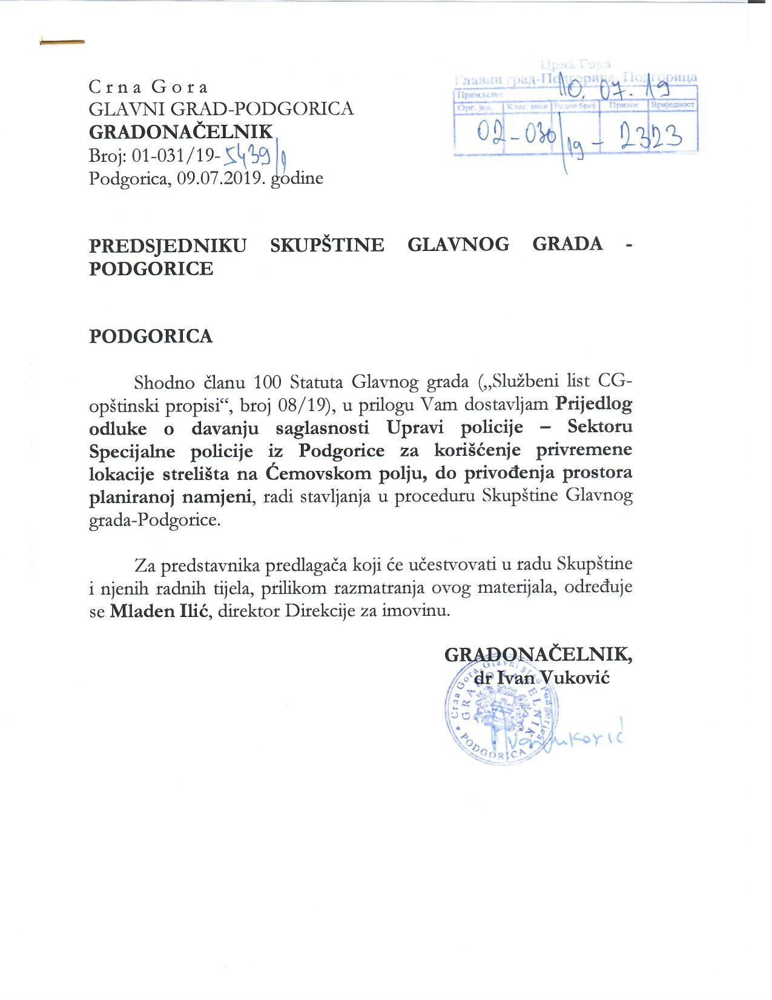 Crna Gora
GLAVNI GRAD-PODGORICA
GRADONAČELNIK
Broj: 01-031/19-5439/1
Podgorica, 09.07.2019. godine
Црна Гора
Главни град-Подгорица, Подгорица
Примљено: 10. 07. 19
Орг. јед. Клас. знак Редни број Прилог Вриједност
02-030/19 - 2323
PREDSJEDNIKU SKUPŠTINE GLAVNOG GRADA -
PODGORICE
PODGORICA
Shodno članu 100 Statuta Glavnog grada („Službeni list CG-
opštinski propisi“, broj 08/19), u prilogu Vam dostavljam Prijedlog
odluke o davanju saglasnosti Upravi policije – Sektoru
Specijalne policije iz Podgorice za korišćenje privremene
lokacije strelišta na Ćemovskom polju, do privođenja prostora
planiranoj namjeni, radi stavljanja u proceduru Skupštine Glavnog
grada-Podgorice.
Za predstavnika predlagača koji će učestvovati u radu Skupštine
i njenih radnih tijela, prilikom razmatranja ovog materijala, određuje
se Mladen Ilić, direktor Direkcije za imovinu.
GRADONAČELNIK,
dr Ivan Vuković
Crna Gora, Glavni grad Podgorica
GRADONAČELNIK
* PODGORICA *
Ivan Vuković